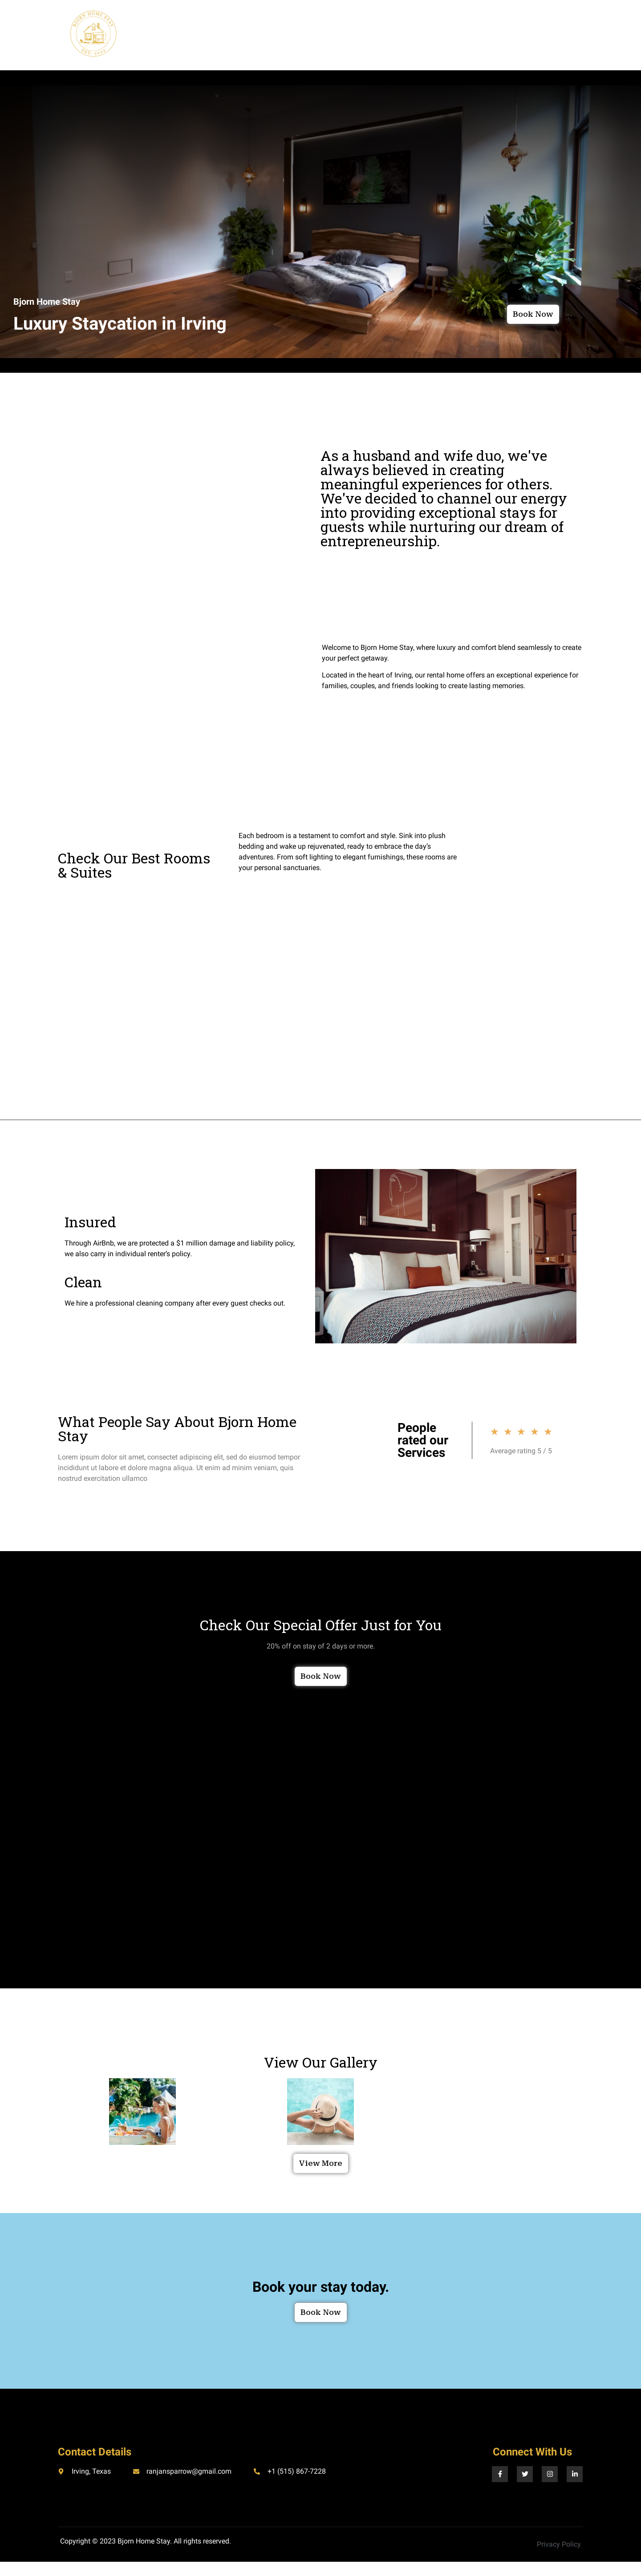 BJORN HOME STAY
Bjorn Home Stay
Luxury Staycation in Irving
Book Now
As a husband and wife duo, we've
always believed in creating
meaningful experiences for others.
We've decided to channel our energy
into providing exceptional stays for
guests while nurturing our dream of
entrepreneurship.
Welcome to Bjorn Home Stay, where luxury and comfort blend seamlessly to create
your perfect getaway.
Located in the heart of Irving, our rental home offers an exceptional experience for
families, couples, and friends looking to create lasting memories.
Check Our Best Rooms
& Suites
Each bedroom is a testament to comfort and style. Sink into plush
bedding and wake up rejuvenated, ready to embrace the day's
adventures. From soft lighting to elegant furnishings, these rooms are
your personal sanctuaries.
Insured
Through AirBnb, we are protected a $1 million damage and liability policy,
we also carry in individual renter's policy.
Clean
We hire a professional cleaning company after every guest checks out.
What People Say About Bjorn Home
Stay
Lorem ipsum dolor sit amet, consectet adipiscing elit, sed do eiusmod tempor
incididunt ut labore et dolore magna aliqua. Ut enim ad minim veniam, quis
nostrud exercitation ullamco
People
rated our
Services
Average rating 5 / 5
Check Our Special Offer Just for You
20% off on stay of 2 days or more.
Book Now
View Our Gallery
View More
Book your stay today.
Book Now
Contact Details
Irving, Texas
ranjansparrow@gmail.com
+1 (515) 867-7228
Connect With Us
Copyright © 2023 Bjorn Home Stay. All rights reserved.
Privacy Policy